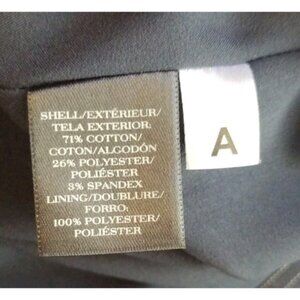 SHELL/EXTÉRIEUR/
TELA EXTERIOR:
71% COTTON/
COTON/ALGODÓN
26% POLYESTER/
POLIÉSTER
3% SPANDEX
LINING/DOUBLURE/
FORRO:
100% POLYESTER/
POLIÉSTER
A